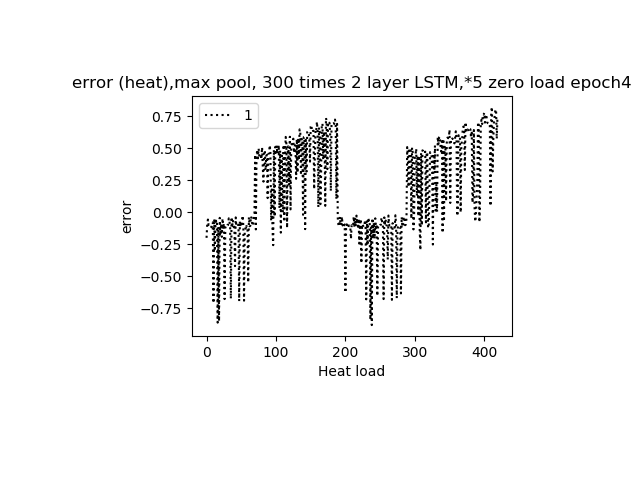 error (heat),max pool, 300 times 2 layer LSTM,*5 zero load epoch4
1
0.75
0.50
0.25
0.00
−0.25
−0.50
−0.75
error
0 100 200 300 400
Heat load